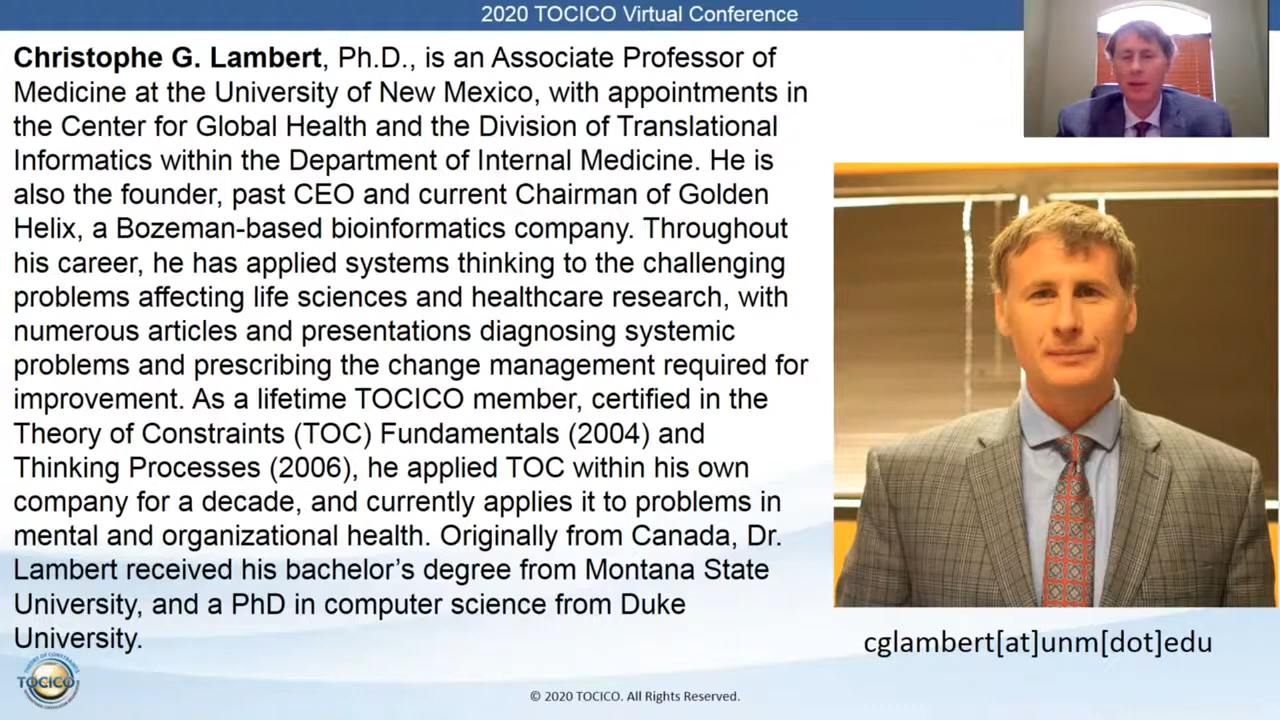 2020 TOCICO Virtual Conference
Christophe G. Lambert, Ph.D., is an Associate Professor of
Medicine at the University of New Mexico, with appointments in
the Center for Global Health and the Division of Translational
Informatics within the Department of Internal Medicine. He is
also the founder, past CEO and current Chairman of Golden
Helix, a Bozeman-based bioinformatics company. Throughout
his career, he has applied systems thinking to the challenging
problems affecting life sciences and healthcare research, with
numerous articles and presentations diagnosing systemic
problems and prescribing the change management required for
improvement. As a lifetime TOCICO member, certified in the
Theory of Constraints (TOC) Fundamentals (2004) and
Thinking Processes (2006), he applied TOC within his own
company for a decade, and currently applies it to problems in
mental and organizational health. Originally from Canada, Dr.
Lambert received his bachelor’s degree from Montana State
University, and a PhD in computer science from Duke
University.
cglambert[at]unm[dot]edu
THEORY OF CONSTRAINTS
TOCICO
© 2020 TOCICO. All Rights Reserved.